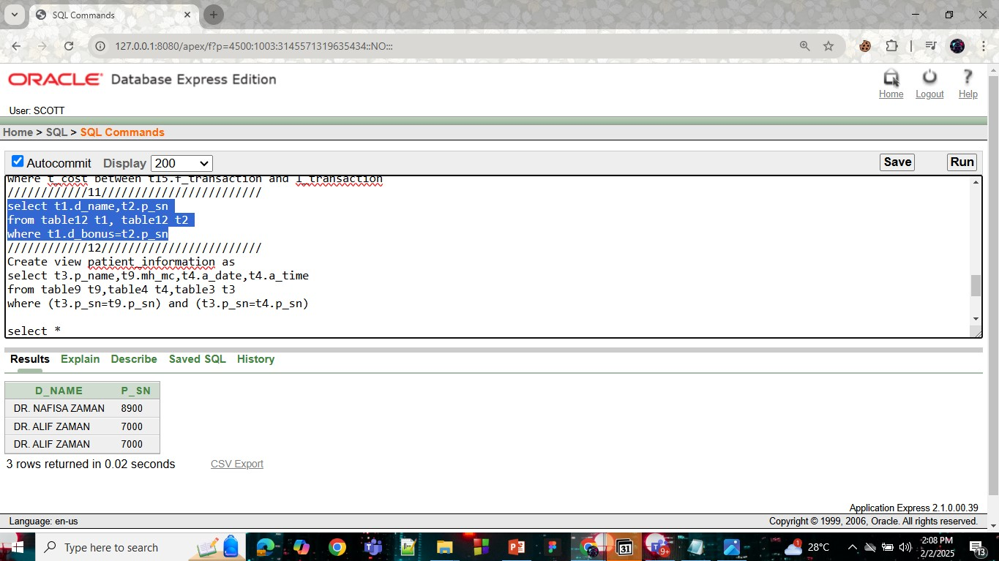 SQL Commands
127.0.0.1:8080/apex/f?p=4500:1003:3145571319635434::NO:::
ORACLE Database Express Edition
Home
Logout
Help
User: SCOTT
Home > SQL > SQL Commands
Autocommit Display 200
Save
Run
where t_cost between t15.f_transaction and l_transaction
////////////11////////////////////////
select t1.d_name,t2.p_sn
from table12 t1, table12 t2
where t1.d_bonus=t2.p_sn
////////////12////////////////////////
Create view patient_information as
select t3.p_name,t9.mh_mc,t4.a_date,t4.a_time
from table9 t9,table4 t4,table3 t3
where (t3.p_sn=t9.p_sn) and (t3.p_sn=t4.p_sn)
select *
Results Explain Describe Saved SQL History
D_NAME P_SN
DR. NAFISA ZAMAN 8900
DR. ALIF ZAMAN 7000
DR. ALIF ZAMAN 7000
3 rows returned in 0.02 seconds
CSV Export
Application Express 2.1.0.00.39
Language: en-us
Copyright © 1999, 2006, Oracle. All rights reserved.
Type here to search
31
9+
1
28°C
2:08 PM
2/2/2025
13